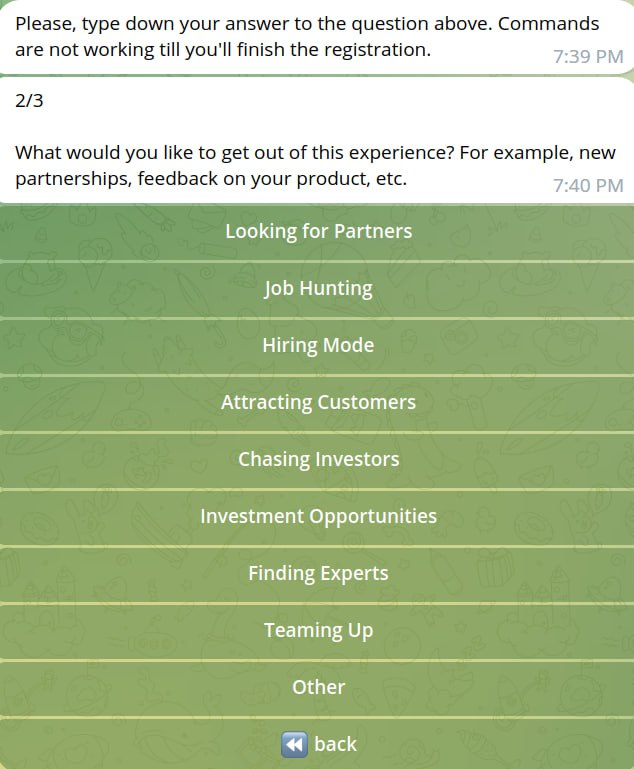 Please, type down your answer to the question above. Commands
are not working till you'll finish the registration.
7:39 PM
2/3
What would you like to get out of this experience? For example, new
partnerships, feedback on your product, etc.
7:40 PM
Looking for Partners
Job Hunting
Hiring Mode
Attracting Customers
Chasing Investors
Investment Opportunities
Finding Experts
Teaming Up
Other
⏪ back